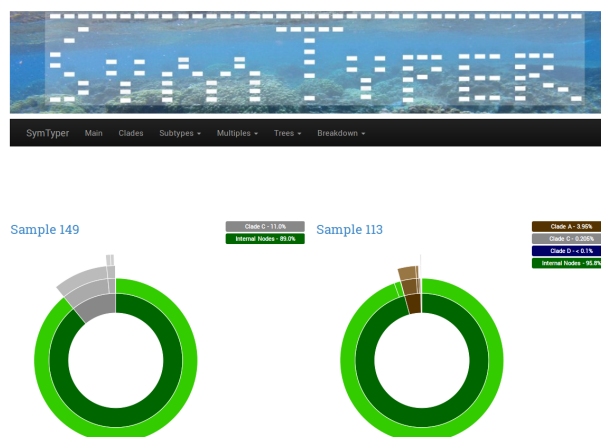 SymTyper
SymTyper Main Clades Subtypes Multiples Trees Breakdown
Sample 149
Clade C - 11.0%
Internal Nodes - 89.0%
Sample 113
Clade A - 3.95%
Clade C - 0.205%
Clade D - < 0.1%
Internal Nodes - 95.8%